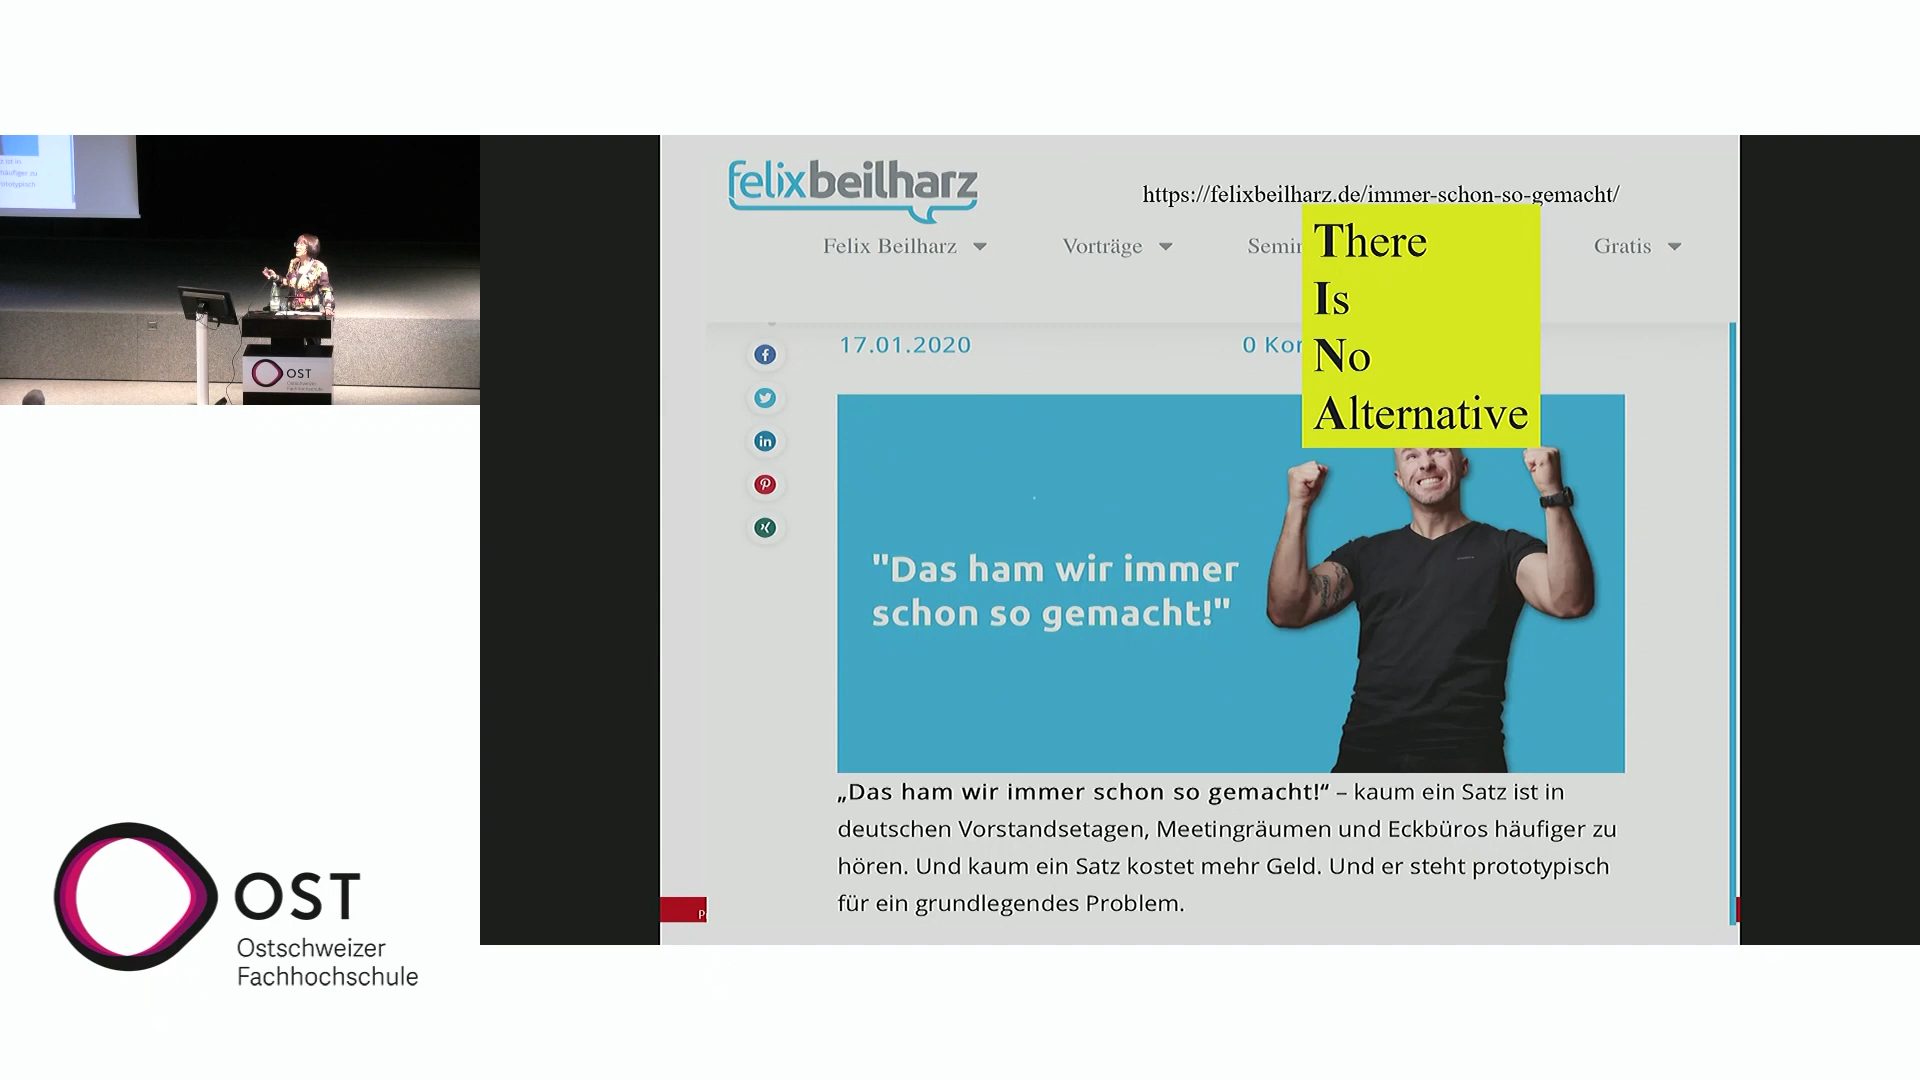 felixbeilharz
https://felixbeilharz.de/immer-schon-so-gemacht/
Felix Beilharz
Vorträge
Gratis
There
Is
No
Alternative
17.01.2020
"Das ham wir immer
schon so gemacht!"
„Das ham wir immer schon so gemacht!“ – kaum ein Satz ist in
deutschen Vorstandsetagen, Meetingräumen und Eckbüros häufiger zu
hören. Und kaum ein Satz kostet mehr Geld. Und er steht prototypisch
für ein grundlegendes Problem.
OST
Ostschweizer
Fachhochschule
OST
Ostschweizer
Fachhochschule